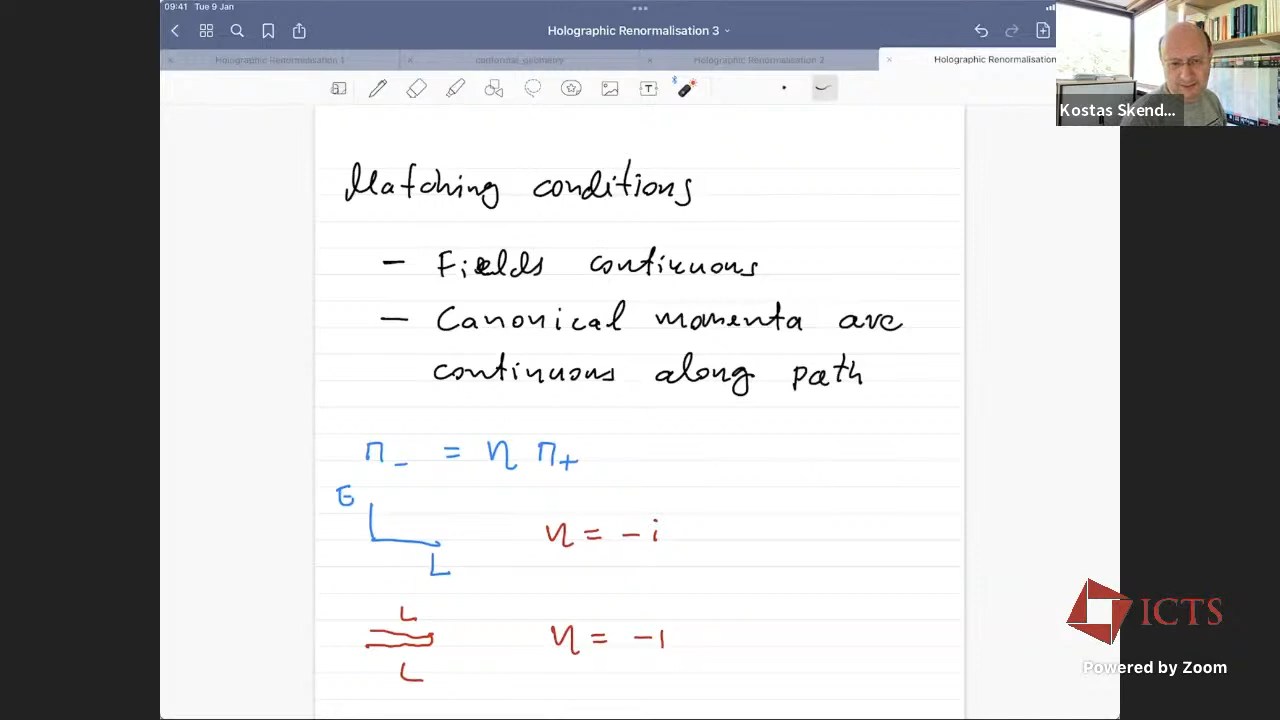 09:41 Tue 9 Jan
Holographic Renormalisation 3
Holographic Renormalisation 1
conformal_geometry
Holographic Renormalisation 2
Holographic Renormalisation
Kostas Skend...
Matching conditions
- Fields continuous
- Canonical momenta are
continuous along path
π_ = η π+
E
L
η = -i
L
L
η = -1
ICTS
Powered by Zoom